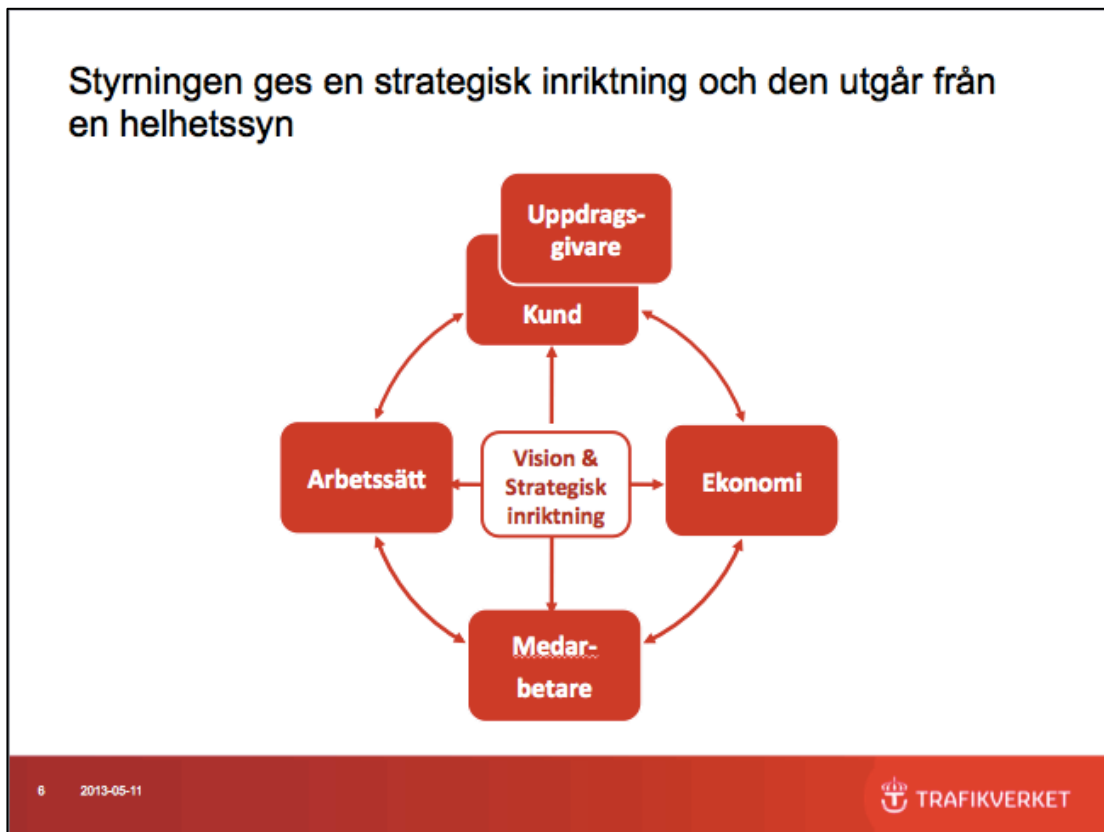 Styrningen ges en strategisk inriktning och den utgår från
en helhetssyn
Uppdrags-
givare
Kund
Arbetssätt
Vision &
Strategisk
inriktning
Ekonomi
Medar-
betare
6 2013-05-11
TRAFIKVERKET